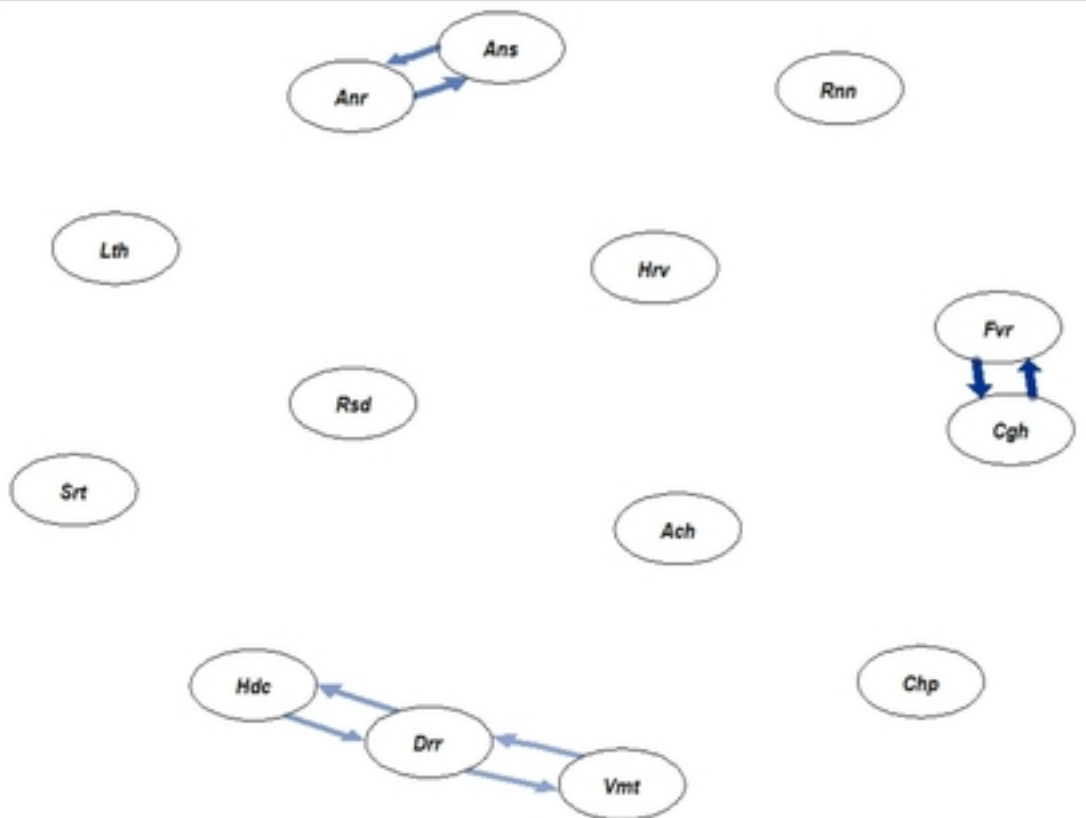 Ans
Anr
Rnn
Lth
Hrv
Fvr
Rsd
Cgh
Srt
Ach
Hdc
Chp
Drr
Vmt